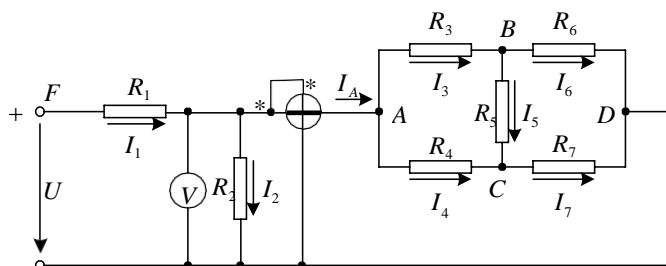 R3 B R6
F R1 * * IA I3 I6
+ A R5 I5 D
I1 R4 R7
U V R2 I2 C
I4 I7